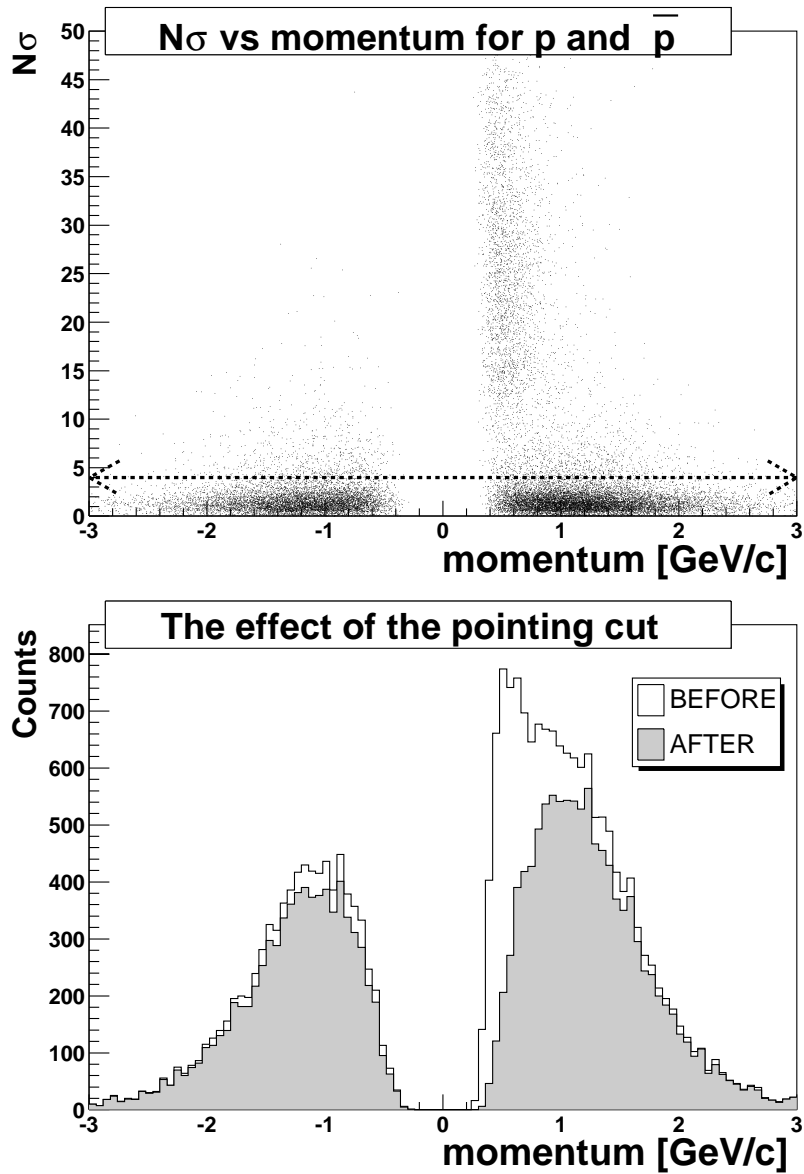 Nσ vs momentum for p and p̅
Nσ
50
45
40
35
30
25
20
15
10
5
0
-3 -2 -1 0 1 2 3
momentum [GeV/c]
The effect of the pointing cut
Counts
800
700
600
500
400
300
200
100
0
BEFORE
AFTER
-3 -2 -1 0 1 2 3
momentum [GeV/c]